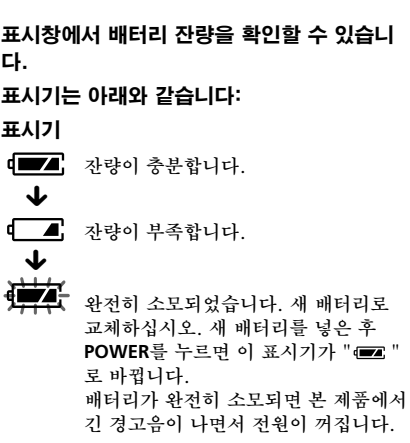 표시창에서 배터리 잔량을 확인할 수 있습니
다.
표시기는 아래와 같습니다:
표시기
잔량이 충분합니다.
잔량이 부족합니다.
완전히 소모되었습니다. 새 배터리로
교체하십시오. 새 배터리를 넣은 후
POWER를 누르면 이 표시기가 " "
로 바뀝니다.
배터리가 완전히 소모되면 본 제품에서
긴 경고음이 나면서 전원이 꺼집니다.